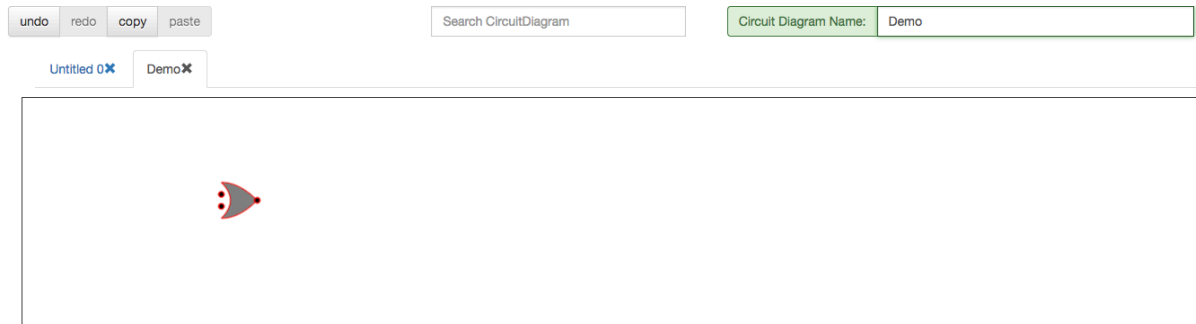 undo redo copy paste Search CircuitDiagram Circuit Diagram Name: Demo
Untitled 0 Demo